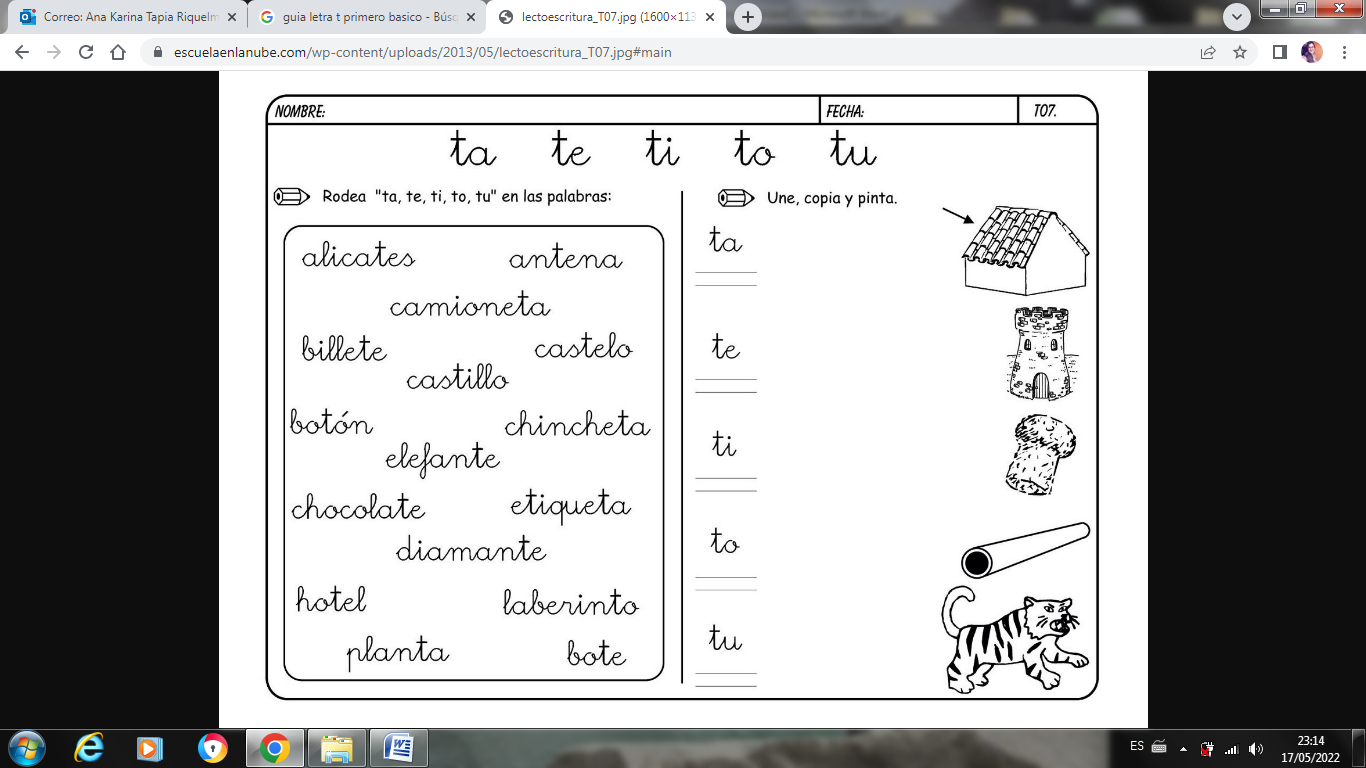 Correo: Ana Karina Tapia Riquelm
guia letra t primero basico - Búsq
lectoescritura_T07.jpg (1600×113
escuelaenlanube.com/wp-content/uploads/2013/05/lectoescritura_T07.jpg#main
NOMBRE: FECHA: TO7.
ta te ti to tu
Rodea "ta, te, ti, to, tu" en las palabras:
alicates antena
camioneta
billete castelo
castillo
botón chincheta
elefante
chocolate etiqueta
diamante
hotel laberinto
planta bote
Une, copia y pinta.
ta
te
ti
to
tu
ES 23:14
17/05/2022